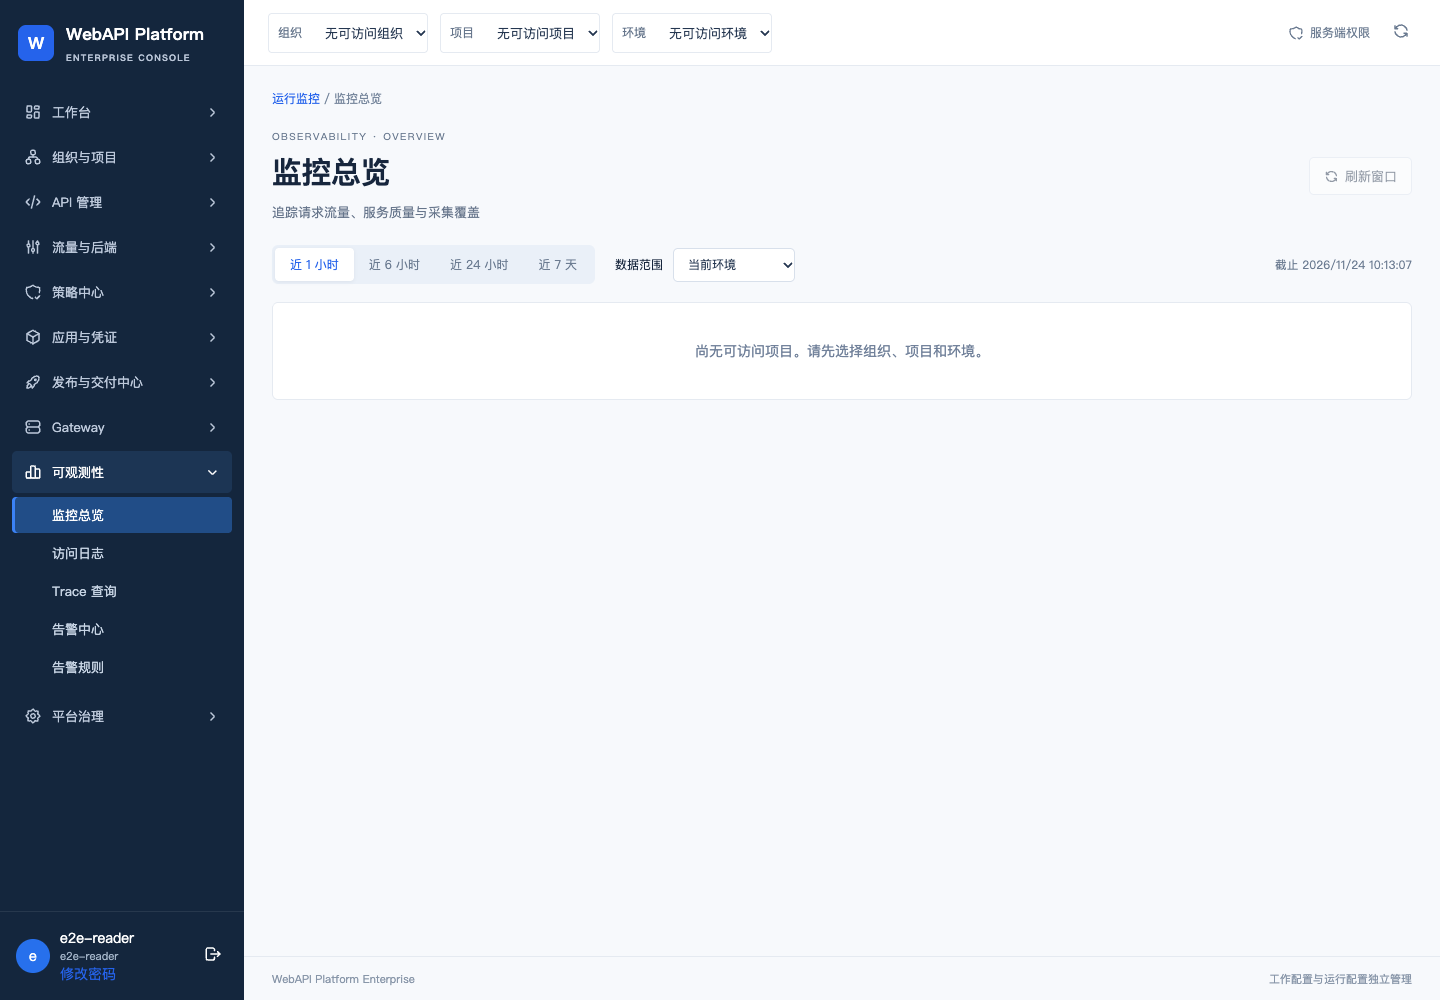 W
WebAPI Platform
ENTERPRISE CONSOLE
工作台
组织与项目
API 管理
流量与后端
策略中心
应用与凭证
发布与交付中心
Gateway
可观测性
监控总览
访问日志
Trace 查询
告警中心
告警规则
平台治理
e
e2e-reader
e2e-reader
修改密码
组织 无可访问组织 项目 无可访问项目 环境 无可访问环境 服务端权限
运行监控 / 监控总览
OBSERVABILITY · OVERVIEW
监控总览
刷新窗口
追踪请求流量、服务质量与采集覆盖
近 1 小时 近 6 小时 近 24 小时 近 7 天 数据范围 当前环境 截止 2026/11/24 10:13:07
尚无可访问项目。请先选择组织、项目和环境。
WebAPI Platform Enterprise 工作配置与运行配置独立管理